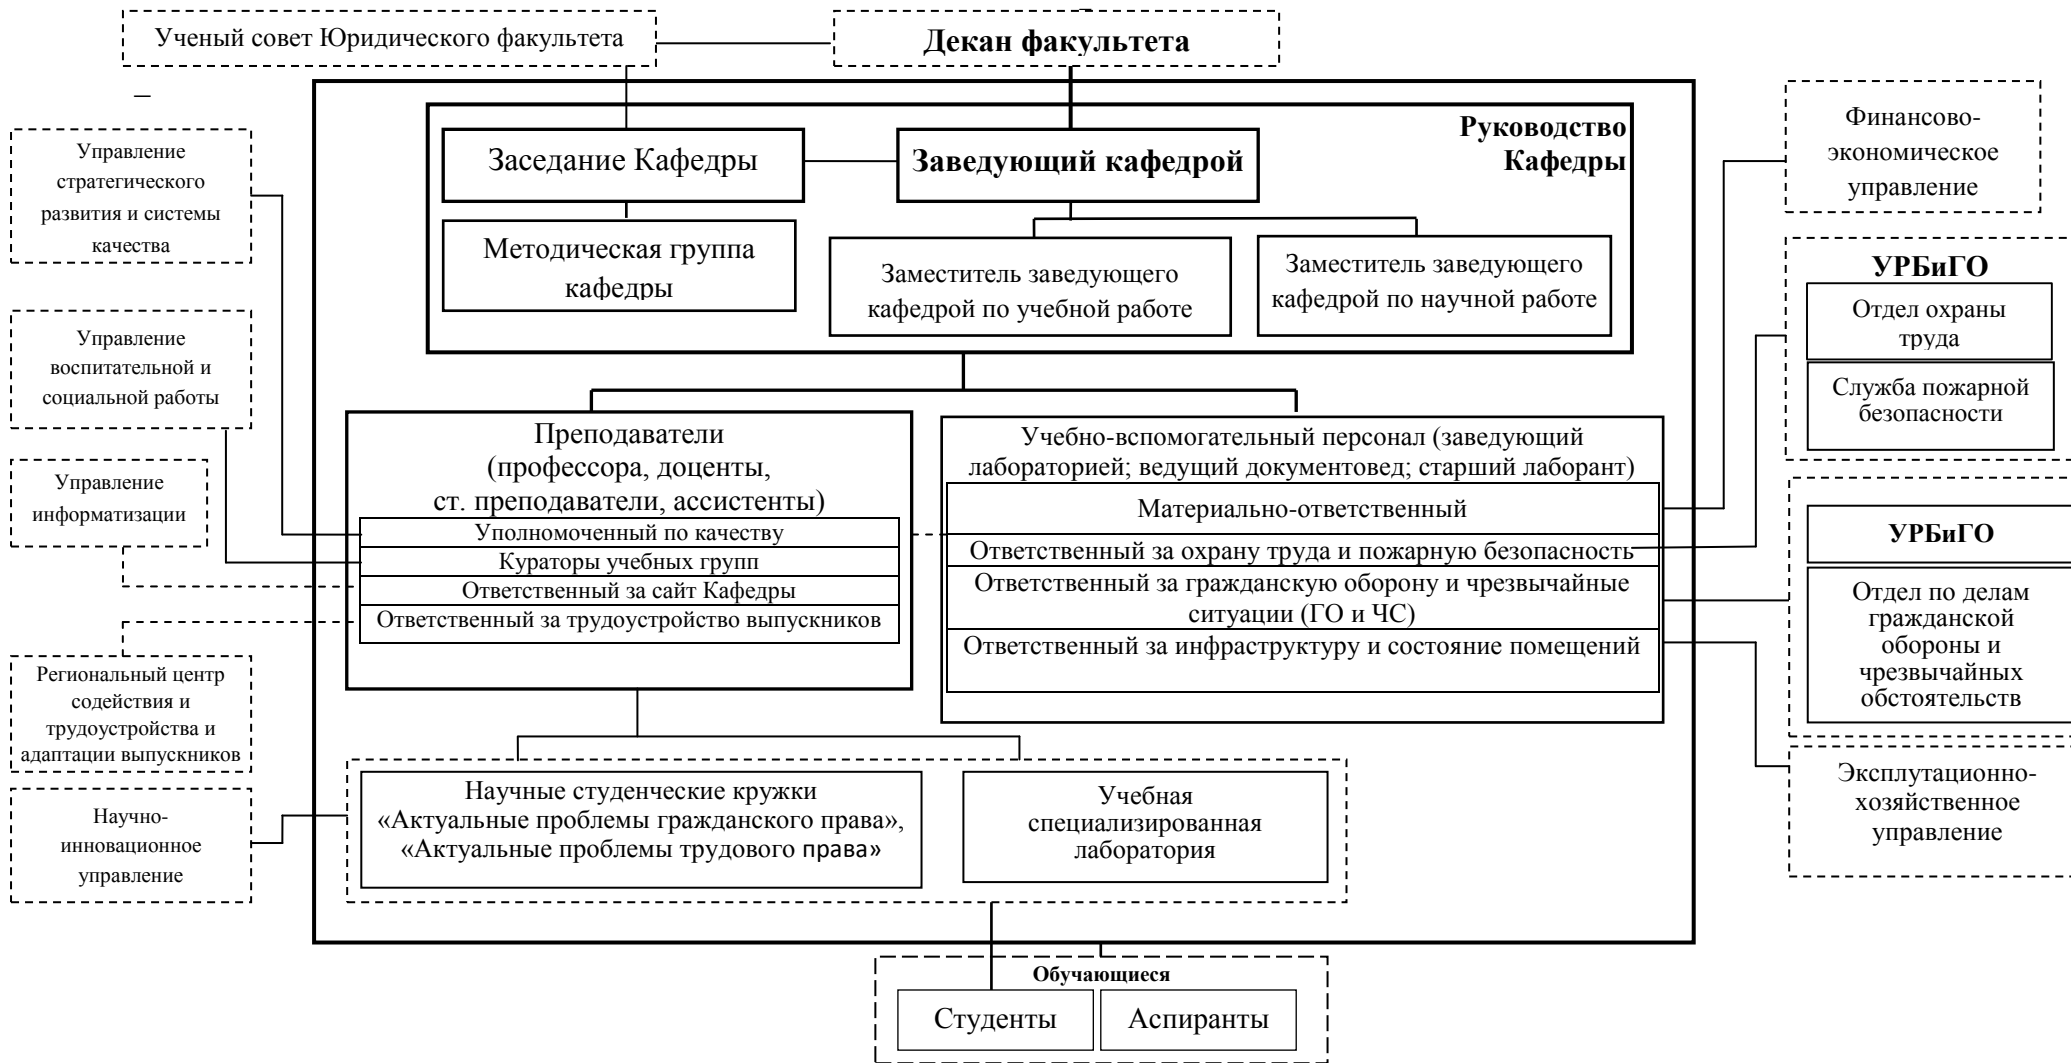 Ученый совет Юридического факультета
Декан факультета
Руководство
Кафедры
Заседание Кафедры
Заведующий кафедрой
Методическая группа
кафедры
Заместитель заведующего
кафедрой по учебной работе
Заместитель заведующего
кафедрой по научной работе
Управление
стратегического
развития и системы
качества
Управление
воспитательной и
социальной работы
Управление
информатизации
Региональный центр
содействия и
трудоустройства и
адаптации выпускников
Научно-
инновационное
управление
Преподаватели
(профессора, доценты,
ст. преподаватели, ассистенты)
Уполномоченный по качеству
Кураторы учебных групп
Ответственный за сайт Кафедры
Ответственный за трудоустройство выпускников
Учебно-вспомогательный персонал (заведующий
лабораторией; ведущий документовед; старший лаборант)
Материально-ответственный
Ответственный за охрану труда и пожарную безопасность
Ответственный за гражданскую оборону и чрезвычайные
ситуации (ГО и ЧС)
Ответственный за инфраструктуру и состояние помещений
Финансово-
экономическое
управление
УРБиГО
Отдел охраны
труда
Служба пожарной
безопасности
УРБиГО
Отдел по делам
гражданской
обороны и
чрезвычайных
обстоятельств
Эксплутационно-
хозяйственное
управление
Научные студенческие кружки
«Актуальные проблемы гражданского права»,
«Актуальные проблемы трудового права»
Учебная
специализированная
лаборатория
Обучающиеся
Студенты
Аспиранты